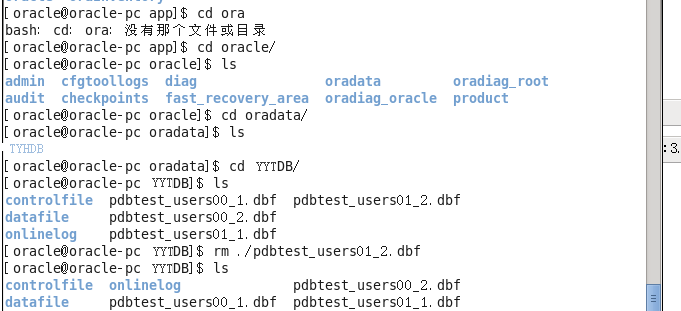 [oracle@oracle-pc app]$ cd ora
bash: cd: ora: 没有那个文件或目录
[oracle@oracle-pc app]$ cd oracle/
[oracle@oracle-pc oracle]$ ls
admin cfgtoollogs diag oradata oradiag_root
audit checkpoints fast_recovery_area oradiag_oracle product
[oracle@oracle-pc oracle]$ cd oradata/
[oracle@oracle-pc oradata]$ ls
TYHDB
[oracle@oracle-pc oradata]$ cd YYTDB/
[oracle@oracle-pc YYTDB]$ ls
controlfile pdbtest_users00_1.dbf pdbtest_users01_2.dbf
datafile pdbtest_users00_2.dbf
onlinelog pdbtest_users01_1.dbf
[oracle@oracle-pc YYTDB]$ rm ./pdbtest_users01_2.dbf
[oracle@oracle-pc YYTDB]$ ls
controlfile onlinelog pdbtest_users00_2.dbf
datafile pdbtest_users00_1.dbf pdbtest_users01_1.dbf
:3.